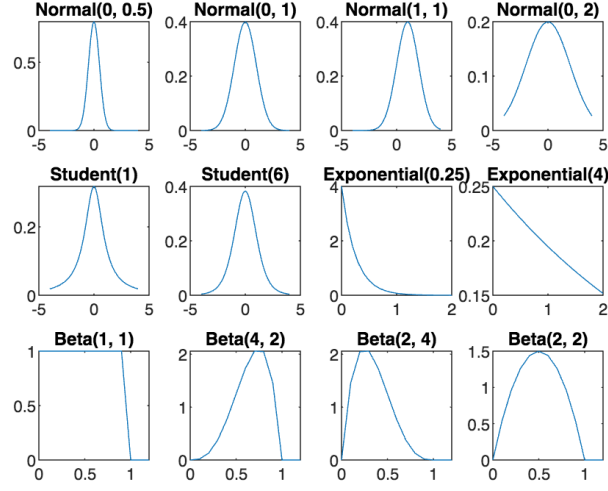 Normal(0, 0.5)
Normal(0, 1)
Normal(1, 1)
Normal(0, 2)
0.5
0
-5 0 5
0.4
0.2
0
-5 0 5
0.4
0.2
0
-5 0 5
0.2
0.1
0
-5 0 5
Student(1)
Student(6)
Exponential(0.25)
Exponential(4)
0.2
0
-5 0 5
0.4
0.2
0
-5 0 5
4
2
0
0 1 2
0.25
0.2
0.15
0 1 2
Beta(1, 1)
Beta(4, 2)
Beta(2, 4)
Beta(2, 2)
1
0.5
0
0 0.5 1
2
1
0
0 0.5 1
2
1
0
0 0.5 1
1.5
1
0.5
0
0 0.5 1